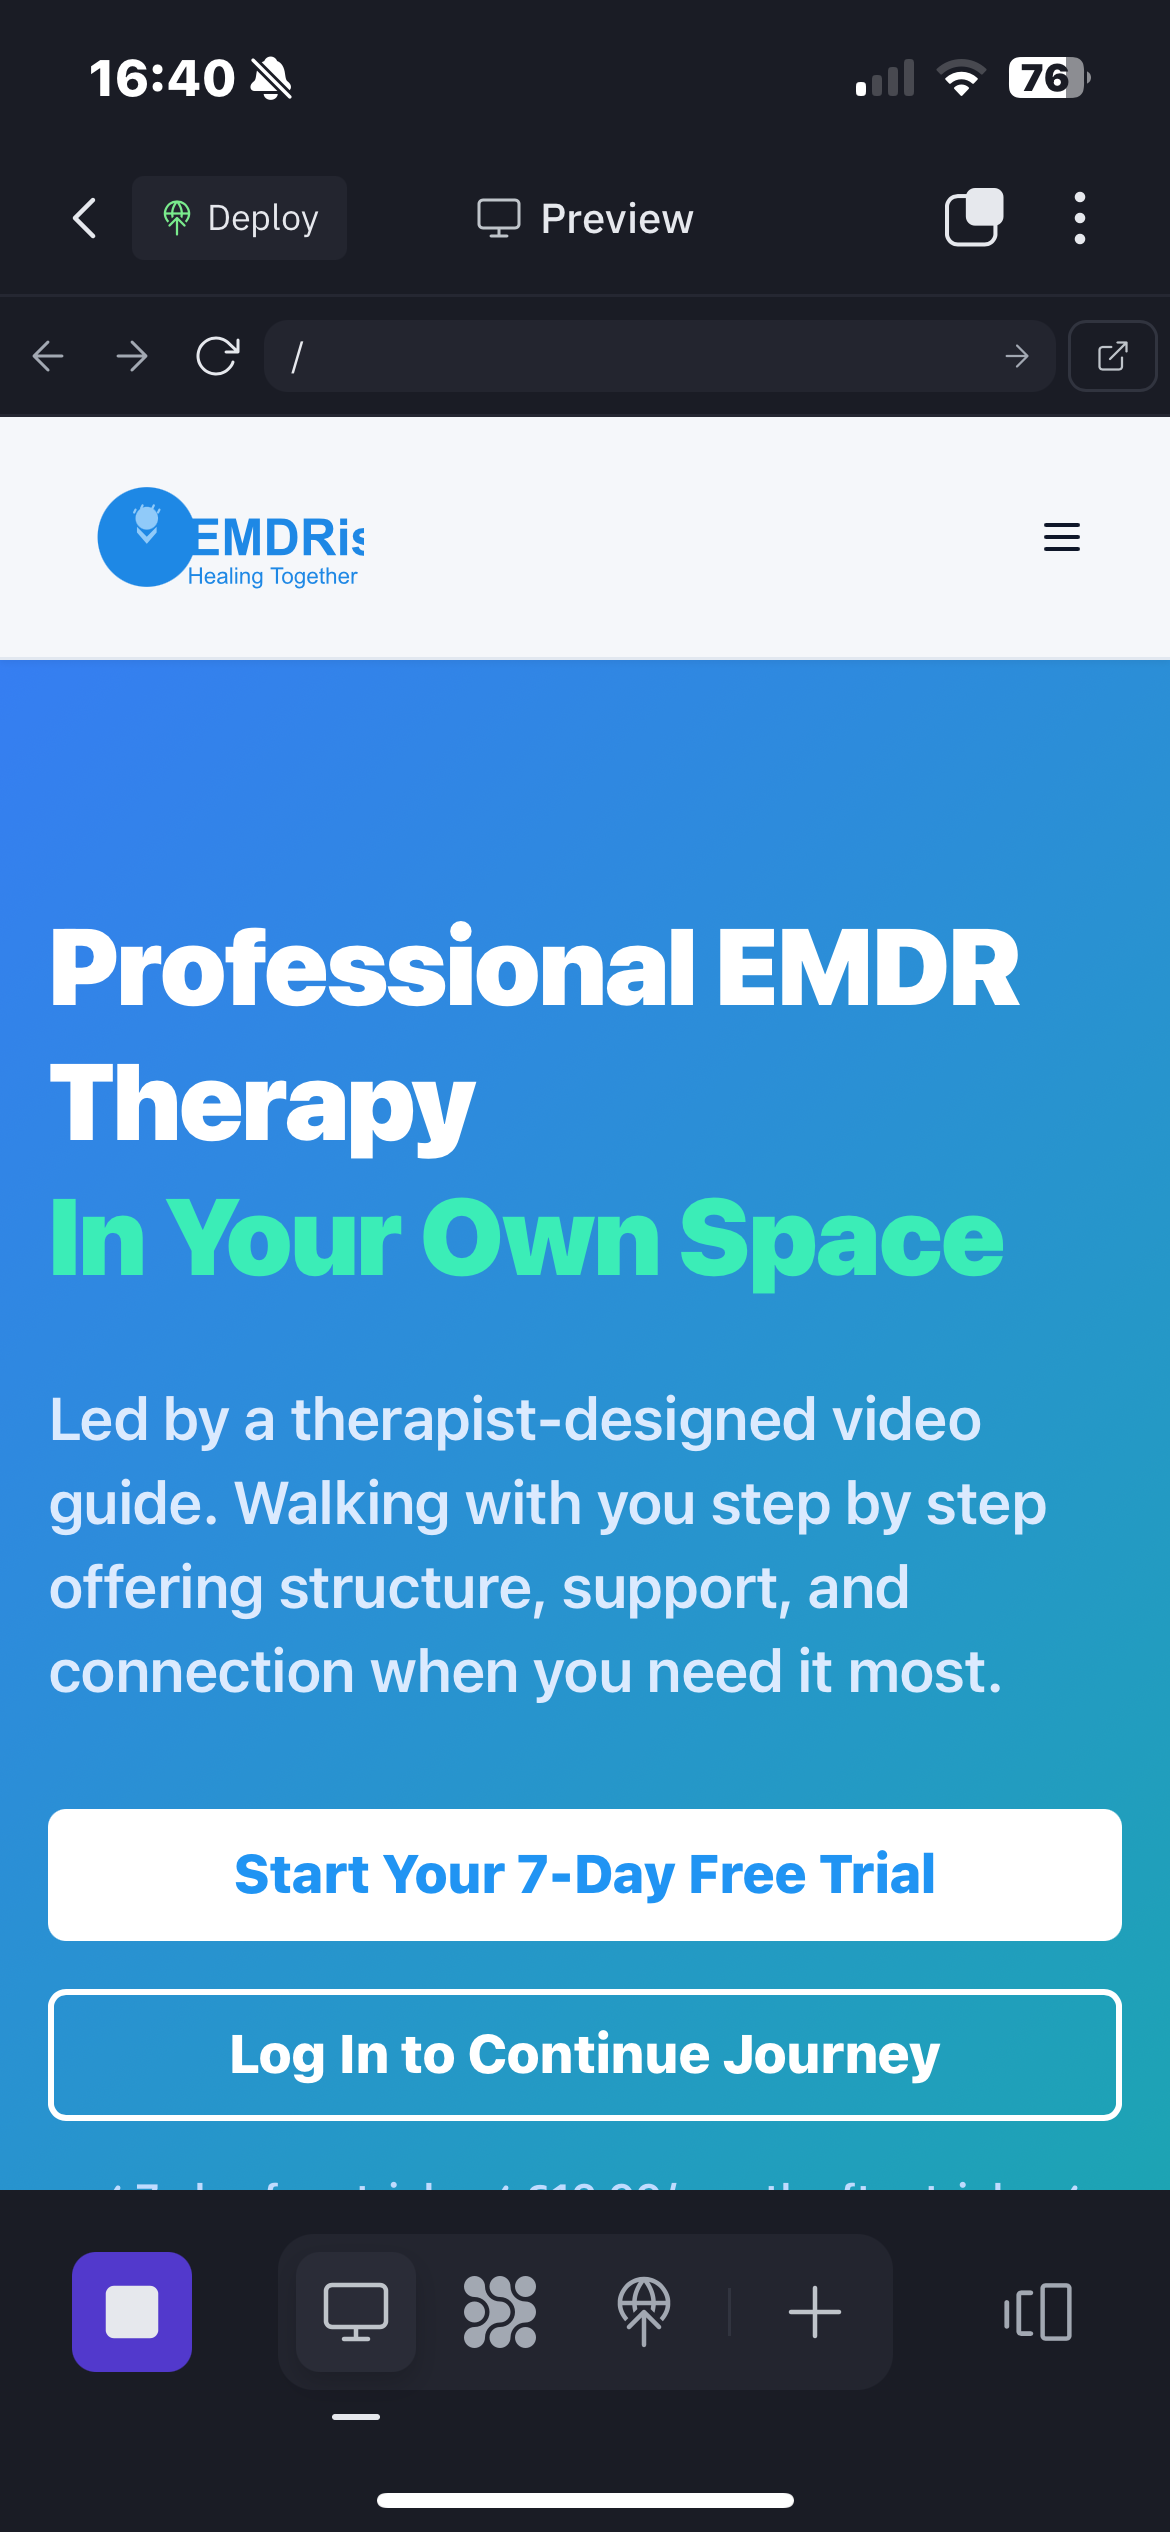 16:40
76
Deploy
Preview
/
EMDRis
Healing Together
Professional EMDR
Therapy
In Your Own Space
Led by a therapist-designed video
guide. Walking with you step by step
offering structure, support, and
connection when you need it most.
Start Your 7-Day Free Trial
Log In to Continue Journey